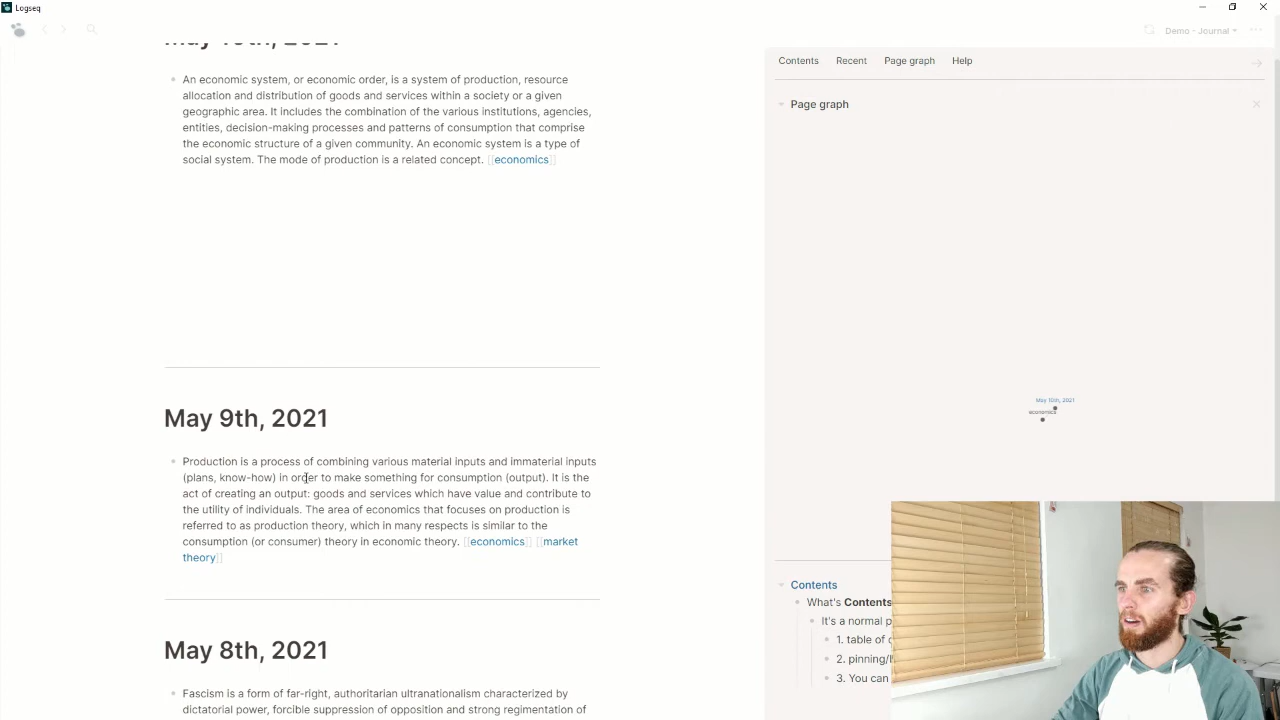 Logseq
Demo - Journal
May 10th, 2021
An economic system, or economic order, is a system of production, resource
allocation and distribution of goods and services within a society or a given
geographic area. It includes the combination of the various institutions, agencies,
entities, decision-making processes and patterns of consumption that comprise
the economic structure of a given community. An economic system is a type of
social system. The mode of production is a related concept. [[economics]]
May 9th, 2021
Production is a process of combining various material inputs and immaterial inputs
(plans, know-how) in order to make something for consumption (output). It is the
act of creating an output: goods and services which have value and contribute to
the utility of individuals. The area of economics that focuses on production is
referred to as production theory, which in many respects is similar to the
consumption (or consumer) theory in economic theory. [[economics]] [[market
theory]]
May 8th, 2021
Fascism is a form of far-right, authoritarian ultranationalism characterized by
dictatorial power, forcible suppression of opposition and strong regimentation of
Contents Recent Page graph Help
Page graph
May 10th, 2021
economics
Contents
What's Contents
It's a normal p
1. table of c
2. pinning/l
3. You can